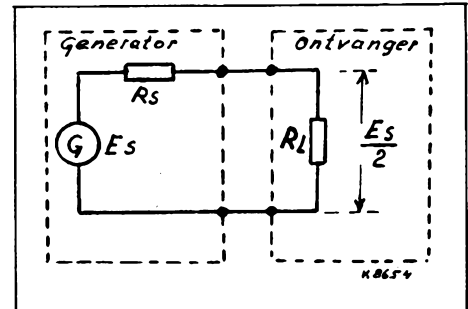 Generator
Ontvanger
Rs
G
Es
RL
Es
2
K8654